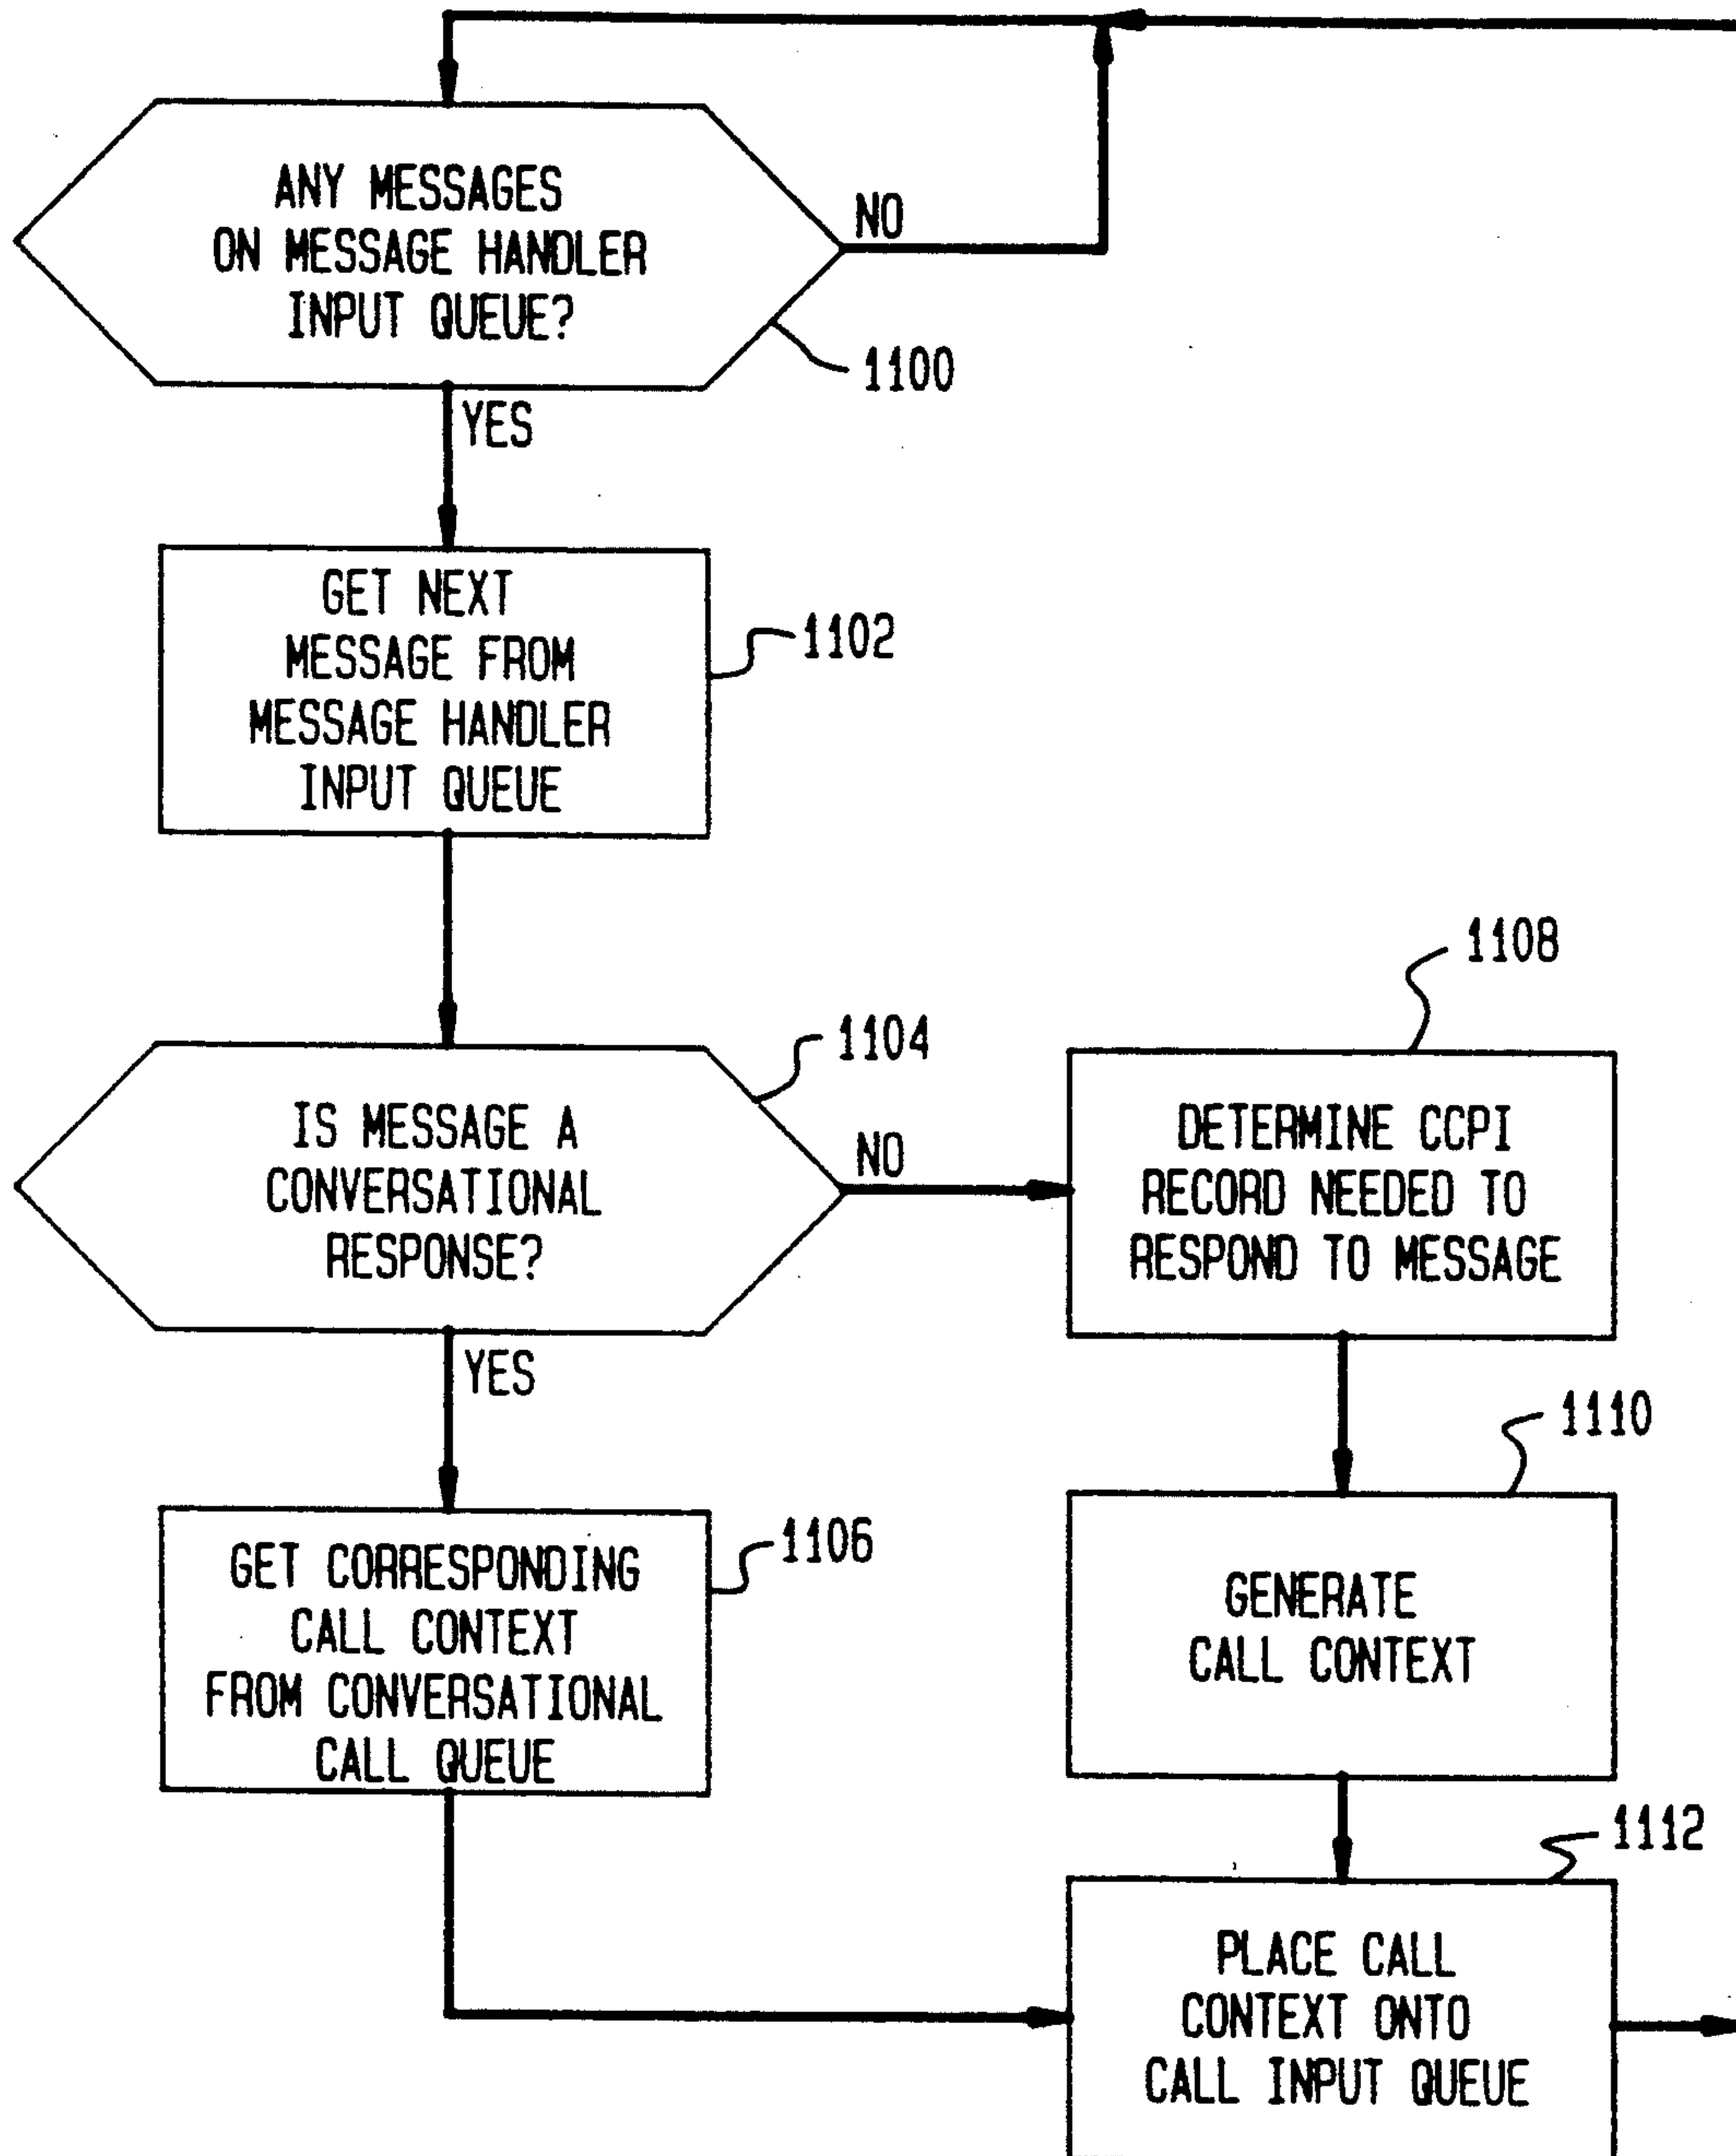 ANY MESSAGES
ON MESSAGE HANDLER
INPUT QUEUE?
NO
1100
YES
GET NEXT
MESSAGE FROM
MESSAGE HANDLER
INPUT QUEUE
1102
IS MESSAGE A
CONVERSATIONAL
RESPONSE?
1104
NO
YES
1108
DETERMINE CCPI
RECORD NEEDED TO
RESPOND TO MESSAGE
1110
GENERATE
CALL CONTEXT
GET CORRESPONDING
CALL CONTEXT
FROM CONVERSATIONAL
CALL QUEUE
1106
1112
PLACE CALL
CONTEXT ONTO
CALL INPUT QUEUE